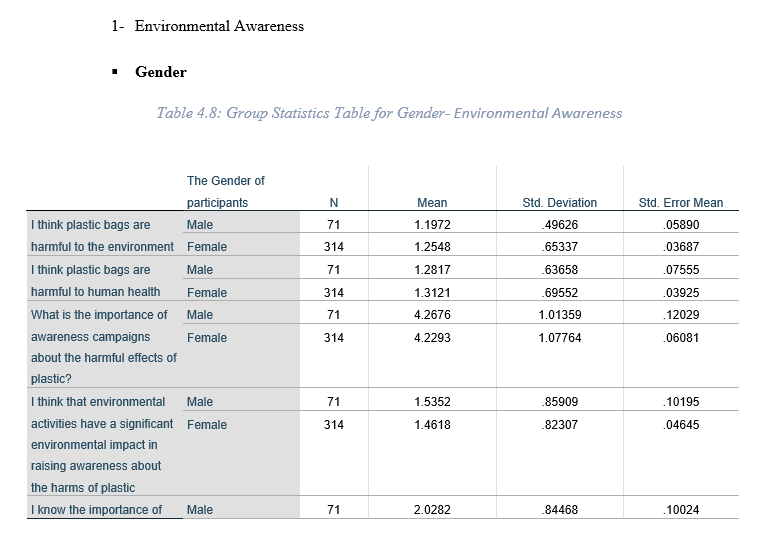 1- Environmental Awareness
▪ Gender
Table 4.8: Group Statistics Table for Gender- Environmental Awareness
The Gender of
participants N Mean Std. Deviation Std. Error Mean
I think plastic bags are Male 71 1.1972 .49626 .05890
harmful to the environment Female 314 1.2548 .65337 .03687
I think plastic bags are Male 71 1.2817 .63658 .07555
harmful to human health Female 314 1.3121 .69552 .03925
What is the importance of Male 71 4.2676 1.01359 .12029
awareness campaigns Female 314 4.2293 1.07764 .06081
about the harmful effects of
plastic?
I think that environmental Male 71 1.5352 .85909 .10195
activities have a significant Female 314 1.4618 .82307 .04645
environmental impact in
raising awareness about
the harms of plastic
I know the importance of Male 71 2.0282 .84468 .10024